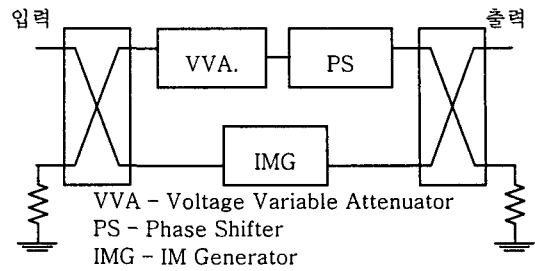 입력
출력
VVA.
PS
IMG
VVA - Voltage Variable Attenuator
PS - Phase Shifter
IMG - IM Generator